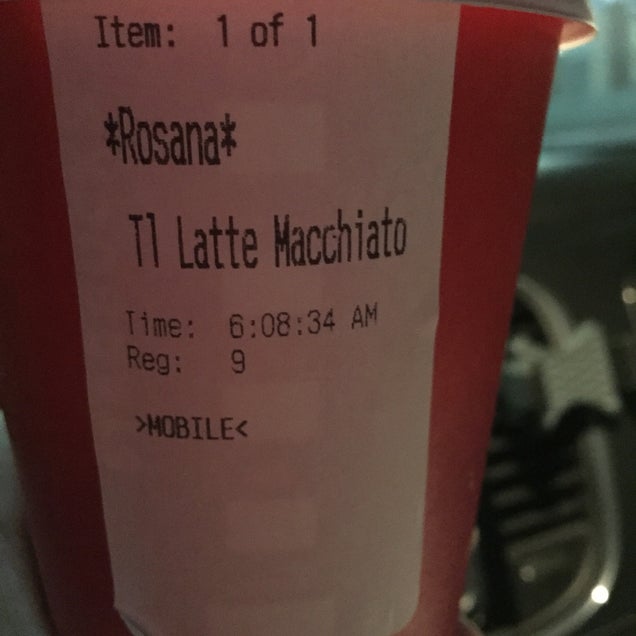 Item: 1 of 1
*Rosana*
Tl Latte Macchiato
Time: 6:08:34 AM
Reg: 9
>MOBILE<